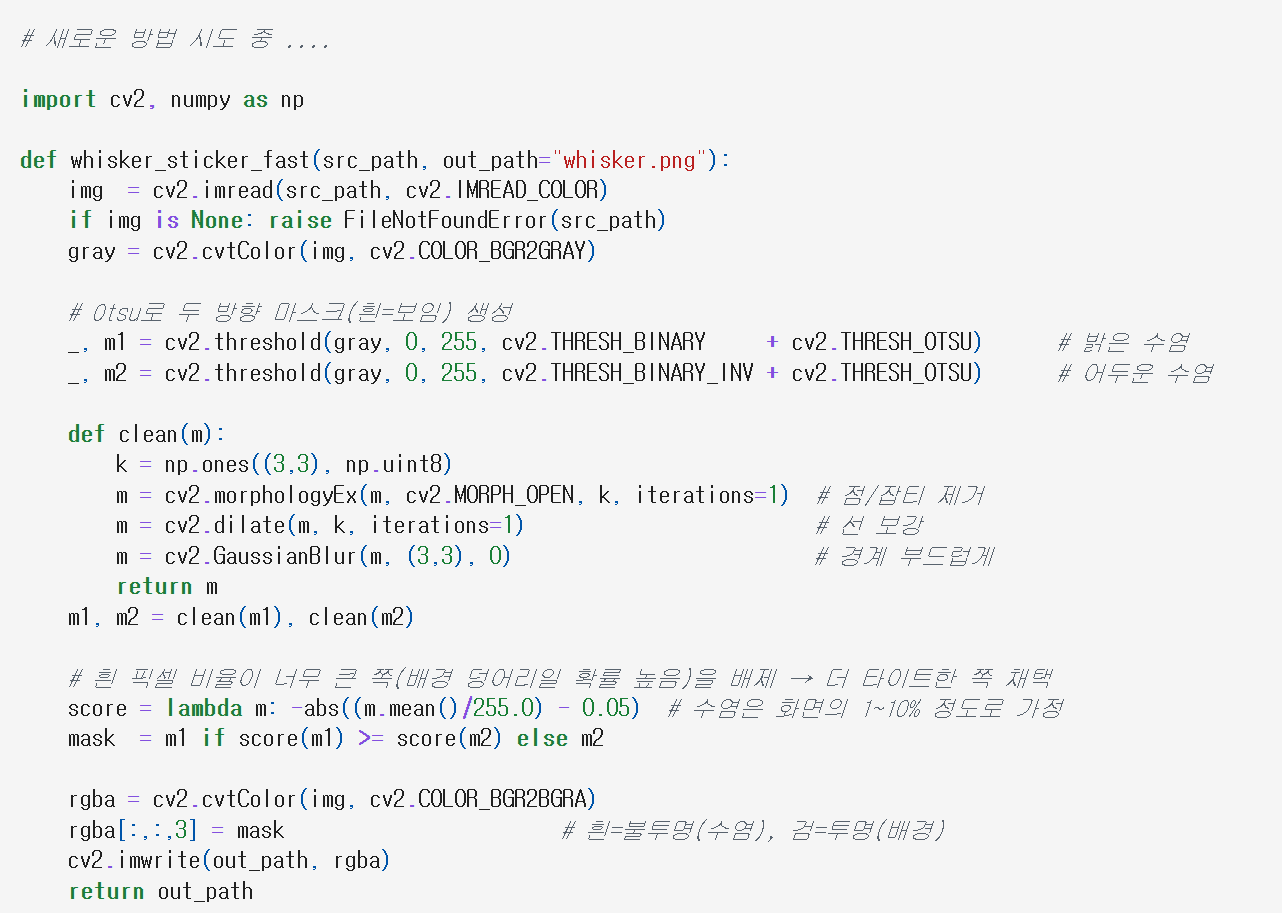 # 새로운 방법 시도 중 ....
import cv2, numpy as np
def whisker_sticker_fast(src_path, out_path="whisker.png"):
    img  = cv2.imread(src_path, cv2.IMREAD_COLOR)
    if img is None: raise FileNotFoundError(src_path)
    gray = cv2.cvtColor(img, cv2.COLOR_BGR2GRAY)
    # Otsu로 두 방향 마스크(흰=보임) 생성
    _, m1 = cv2.threshold(gray, 0, 255, cv2.THRESH_BINARY     + cv2.THRESH_OTSU)      # 밝은 수염
    _, m2 = cv2.threshold(gray, 0, 255, cv2.THRESH_BINARY_INV + cv2.THRESH_OTSU)      # 어두운 수염
    def clean(m):
        k = np.ones((3,3), np.uint8)
        m = cv2.morphologyEx(m, cv2.MORPH_OPEN, k, iterations=1)  # 점/잡티 제거
        m = cv2.dilate(m, k, iterations=1)                        # 선 보강
        m = cv2.GaussianBlur(m, (3,3), 0)                         # 경계 부드럽게
        return m
    m1, m2 = clean(m1), clean(m2)
    # 흰 픽셀 비율이 너무 큰 쪽(배경 덩어리일 확률 높음)을 배제 → 더 타이트한 쪽 채택
    score = lambda m: -abs((m.mean()/255.0) - 0.05)  # 수염은 화면의 1~10% 정도로 가정
    mask  = m1 if score(m1) >= score(m2) else m2
    rgba = cv2.cvtColor(img, cv2.COLOR_BGR2BGRA)
    rgba[:,:,3] = mask                       # 흰=불투명(수염), 검=투명(배경)
    cv2.imwrite(out_path, rgba)
    return out_path